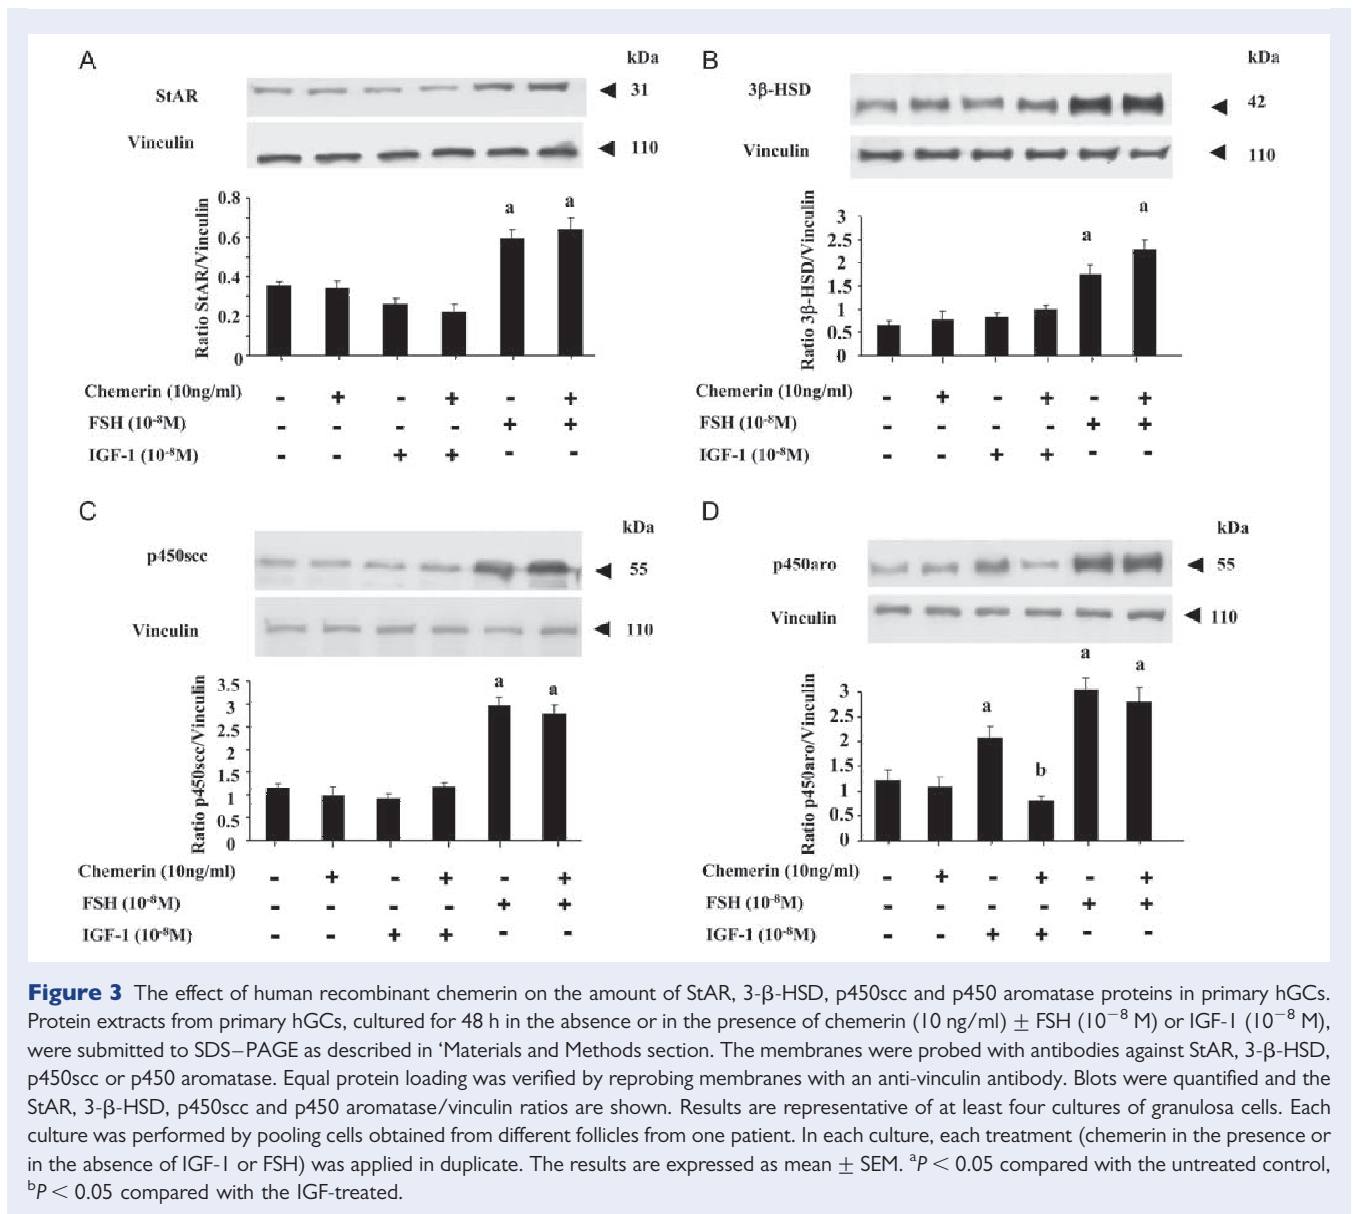 A
kDa
StAR
31
Vinculin
110
Ratio StAR/Vinculin
0.8
0.6
0.4
0.2
0
a a
Chemerin (10ng/ml) - + - + - +
FSH (10⁻⁸M) - - - - + +
IGF-1 (10⁻⁸M) - - + + - -
B
kDa
3β-HSD
42
Vinculin
110
Ratio 3β-HSD/Vinculin
3
2.5
2
1.5
1
0.5
0
a a
Chemerin (10ng/ml) - + - + - +
FSH (10⁻⁸M) - - - - + +
IGF-1 (10⁻⁸M) - - + + - -
C
kDa
p450scc
55
Vinculin
110
Ratio p450scc/Vinculin
3.5
3
2.5
2
1.5
1
0.5
0
a a
Chemerin (10ng/ml) - + - + - +
FSH (10⁻⁸M) - - - - + +
IGF-1 (10⁻⁸M) - - + + - -
D
kDa
p450aro
55
Vinculin
110
Ratio p450aro/Vinculin
3
2.5
2
1.5
1
0.5
0
a b a a
Chemerin (10ng/ml) - + - + - +
FSH (10⁻⁸M) - - - - + +
IGF-1 (10⁻⁸M) - - + + - -
Figure 3 The effect of human recombinant chemerin on the amount of StAR, 3-β-HSD, p450scc and p450 aromatase proteins in primary hGCs.
Protein extracts from primary hGCs, cultured for 48 h in the absence or in the presence of chemerin (10 ng/ml) ± FSH (10⁻⁸ M) or IGF-1 (10⁻⁸ M),
were submitted to SDS–PAGE as described in ‘Materials and Methods section. The membranes were probed with antibodies against StAR, 3-β-HSD,
p450scc or p450 aromatase. Equal protein loading was verified by reprobing membranes with an anti-vinculin antibody. Blots were quantified and the
StAR, 3-β-HSD, p450scc and p450 aromatase/vinculin ratios are shown. Results are representative of at least four cultures of granulosa cells. Each
culture was performed by pooling cells obtained from different follicles from one patient. In each culture, each treatment (chemerin in the presence or
in the absence of IGF-1 or FSH) was applied in duplicate. The results are expressed as mean ± SEM. ᵃP < 0.05 compared with the untreated control,
ᵇP < 0.05 compared with the IGF-treated.